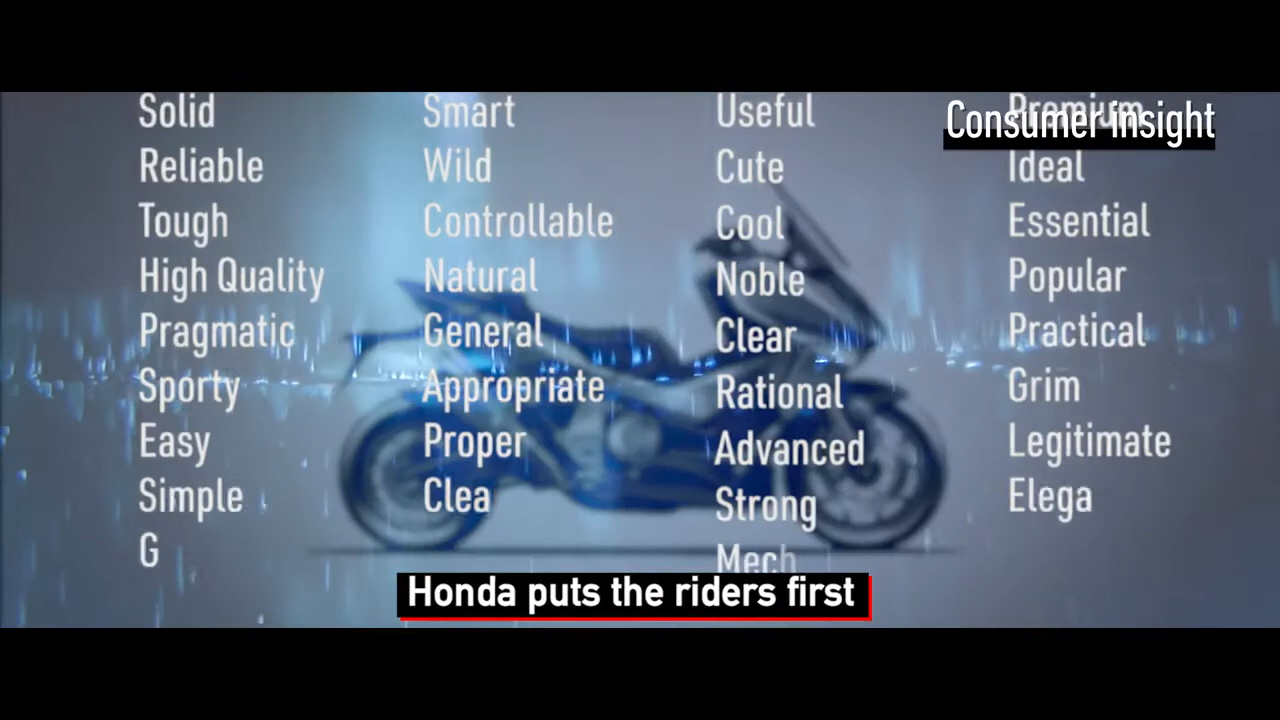 Solid
Reliable
Tough
High Quality
Pragmatic
Sporty
Easy
Simple
G
Smart
Wild
Controllable
Natural
General
Appropriate
Proper
Clea
Useful
Cute
Cool
Noble
Clear
Rational
Advanced
Strong
Mech
Premium
Consumer insight
Ideal
Essential
Popular
Practical
Grim
Legitimate
Elega
Honda puts the riders first